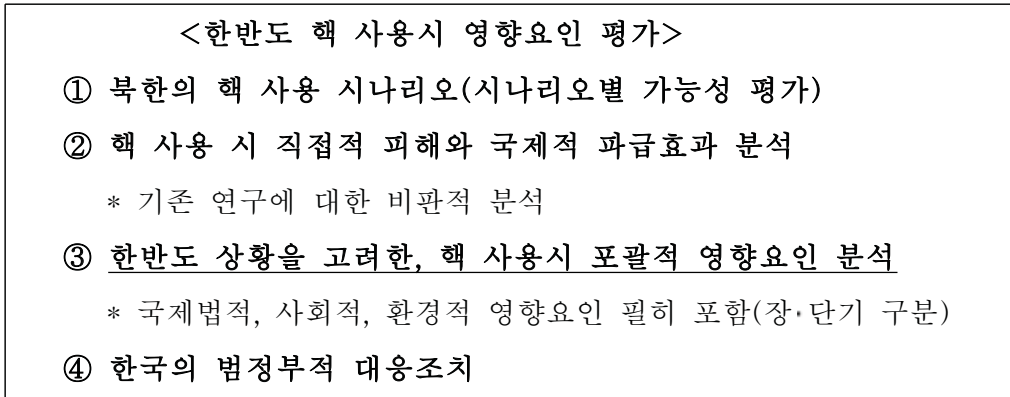 <한반도 핵 사용시 영향요인 평가>
① 북한의 핵 사용 시나리오(시나리오별 가능성 평가)
② 핵 사용 시 직접적 피해와 국제적 파급효과 분석
* 기존 연구에 대한 비판적 분석
③ 한반도 상황을 고려한, 핵 사용시 포괄적 영향요인 분석
* 국제법적, 사회적, 환경적 영향요인 필히 포함(장·단기 구분)
④ 한국의 범정부적 대응조치